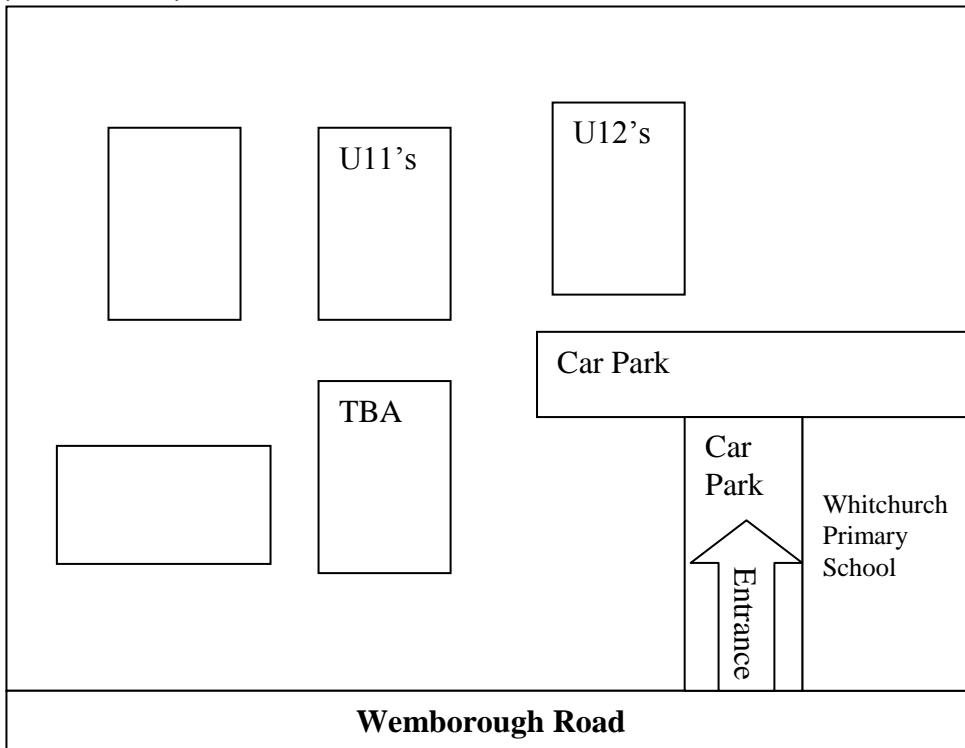 U11's
U12's
Car Park
TBA
Car
Park
Whitchurch
Primary
School
Entrance
Wemborough Road